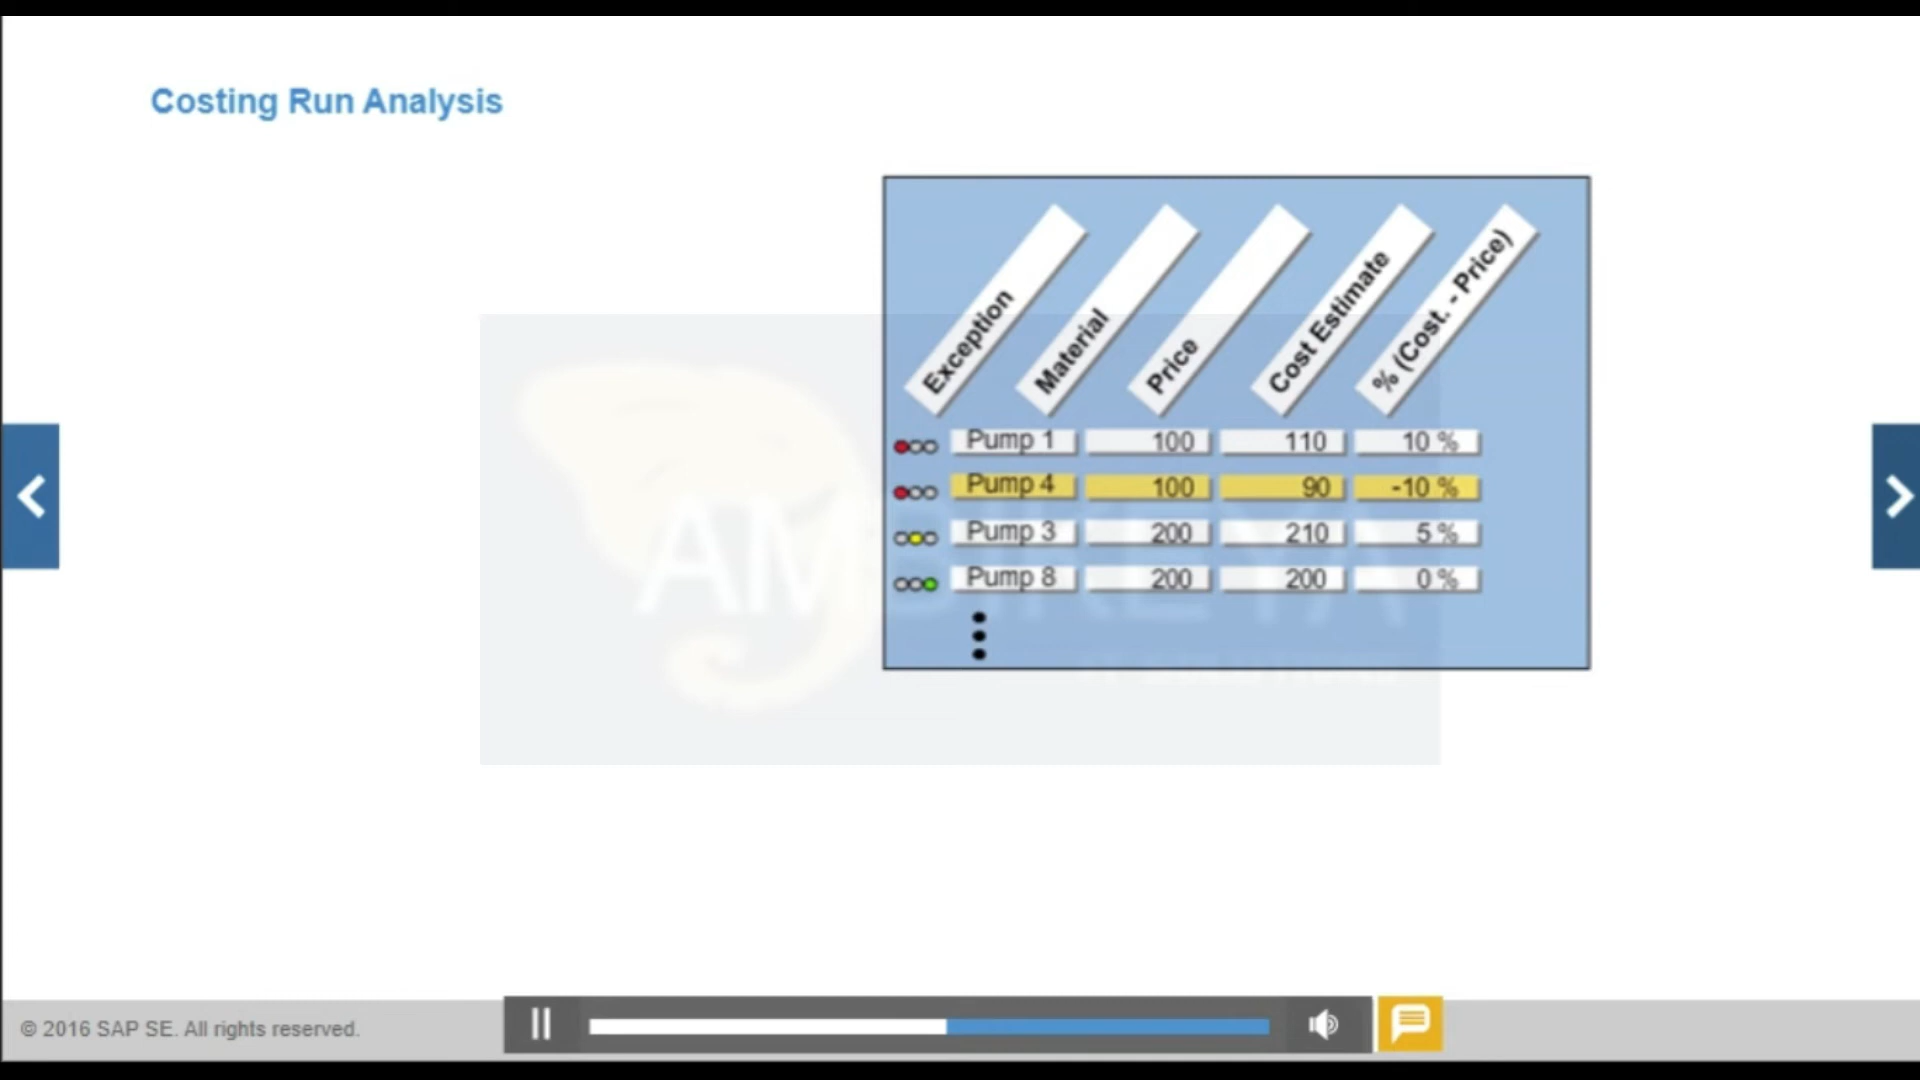 Costing Run Analysis
Exception Material Price Cost Estimate % (Cost. - Price)
Pump 1 100 110 10 %
Pump 4 100 90 -10 %
Pump 3 200 210 5 %
Pump 8 200 200 0 %
AMBIKEYA
© 2016 SAP SE. All rights reserved.